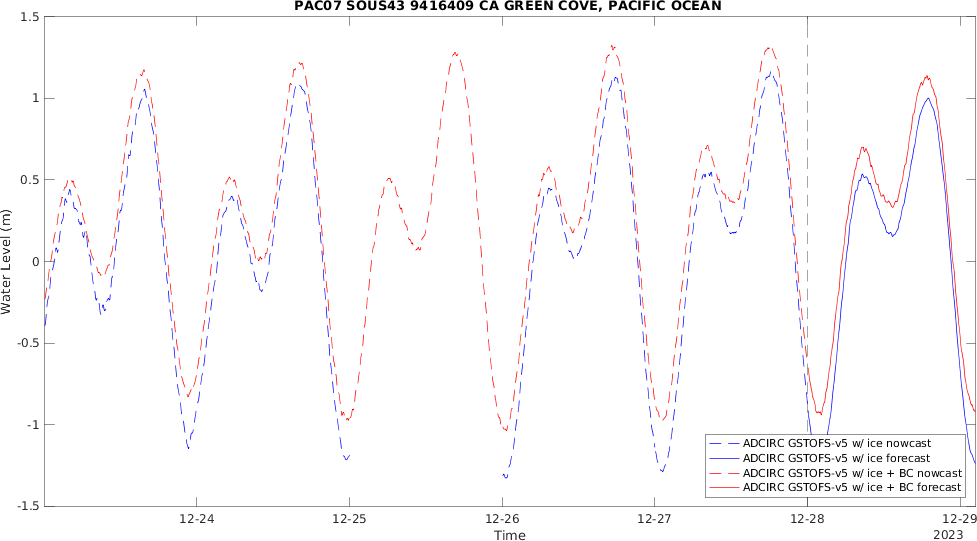 PAC07 SOUS43 9416409 CA GREEN COVE, PACIFIC OCEAN
1.5
1
0.5
0
-0.5
-1
-1.5
Water Level (m)
12-24
12-25
12-26
12-27
12-28
12-29
Time
2023
ADCIRC GSTOFS-v5 w/ ice nowcast
ADCIRC GSTOFS-v5 w/ ice forecast
ADCIRC GSTOFS-v5 w/ ice + BC nowcast
ADCIRC GSTOFS-v5 w/ ice + BC forecast